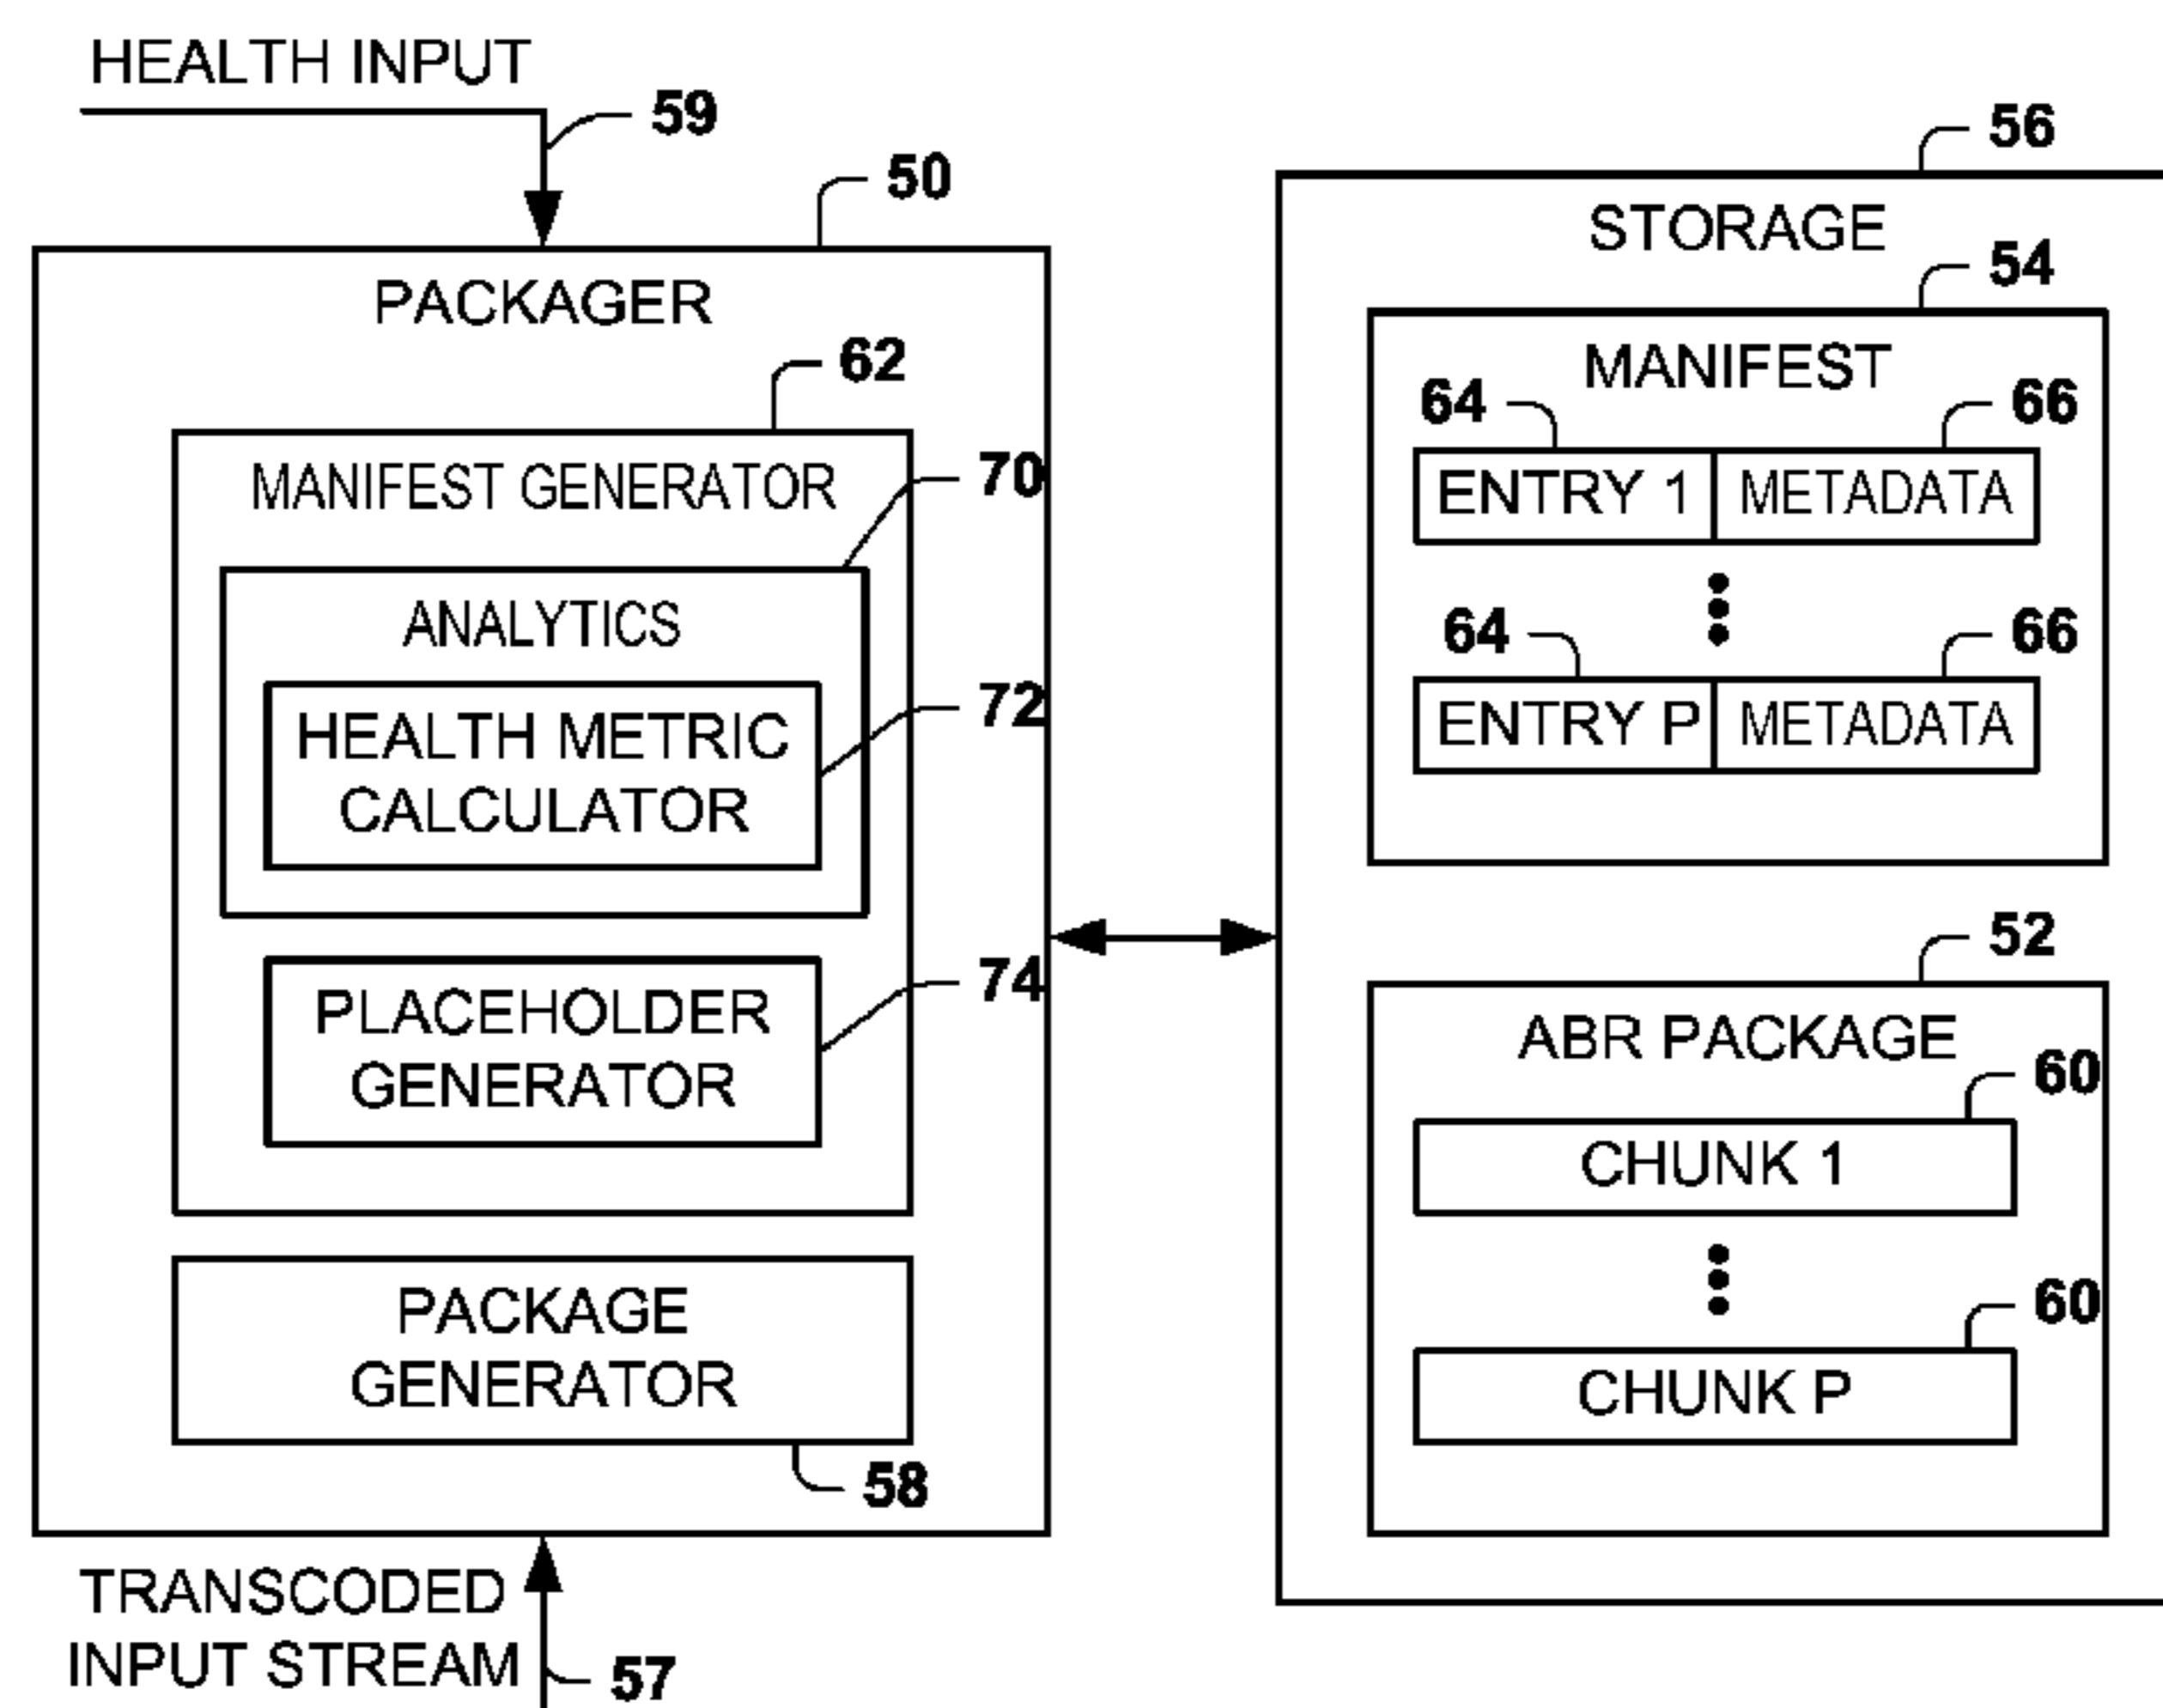 HEALTH INPUT
59
50
PACKAGER
62
MANIFEST GENERATOR
70
ANALYTICS
HEALTH METRIC
CALCULATOR
72
PLACEHOLDER
GENERATOR
74
PACKAGE
GENERATOR
58
TRANSCODED
INPUT STREAM
57
56
STORAGE
54
MANIFEST
64 66
ENTRY 1 METADATA
64 66
ENTRY P METADATA
52
ABR PACKAGE
60
CHUNK 1
60
CHUNK P